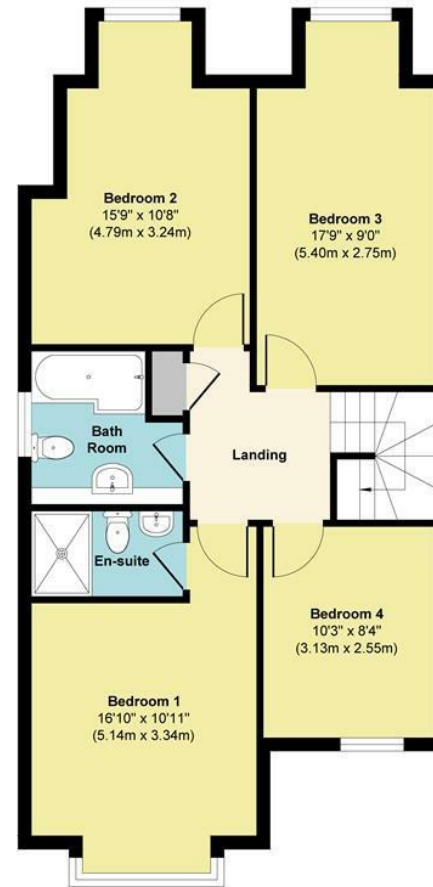 Bedroom 2
15'9" x 10'8"
(4.79m x 3.24m)
Bedroom 3
17'9" x 9'0"
(5.40m x 2.75m)
Bath
Room
Landing
En-suite
Bedroom 4
10'3" x 8'4"
(3.13m x 2.55m)
Bedroom 1
16'10" x 10'11"
(5.14m x 3.34m)